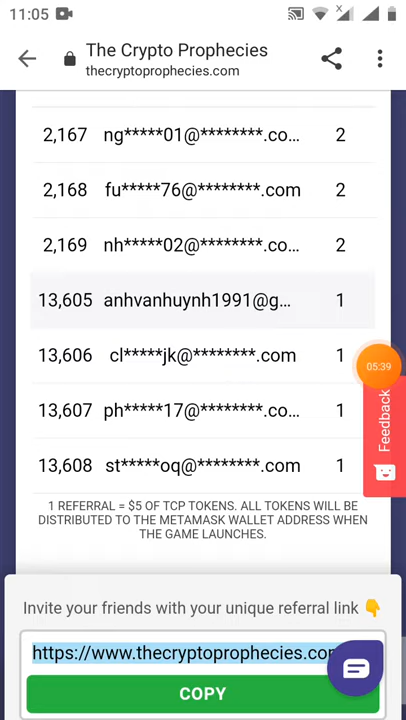 11:05
The Crypto Prophecies
thecryptoprophecies.com
2,167 ng*****01@********.co... 2
2,168 fu*****76@********.com 2
2,169 nh*****02@********.co... 2
13,605 anhvanhuynh1991@g... 1
13,606 cl*****jk@********.com 1
13,607 ph*****17@********.co... 1
13,608 st*****oq@********.com 1
05:39
Feedback
1 REFERRAL = $5 OF TCP TOKENS. ALL TOKENS WILL BE
DISTRIBUTED TO THE METAMASK WALLET ADDRESS WHEN
THE GAME LAUNCHES.
Invite your friends with your unique referral link 👇
https://www.thecryptoprophecies.com
COPY